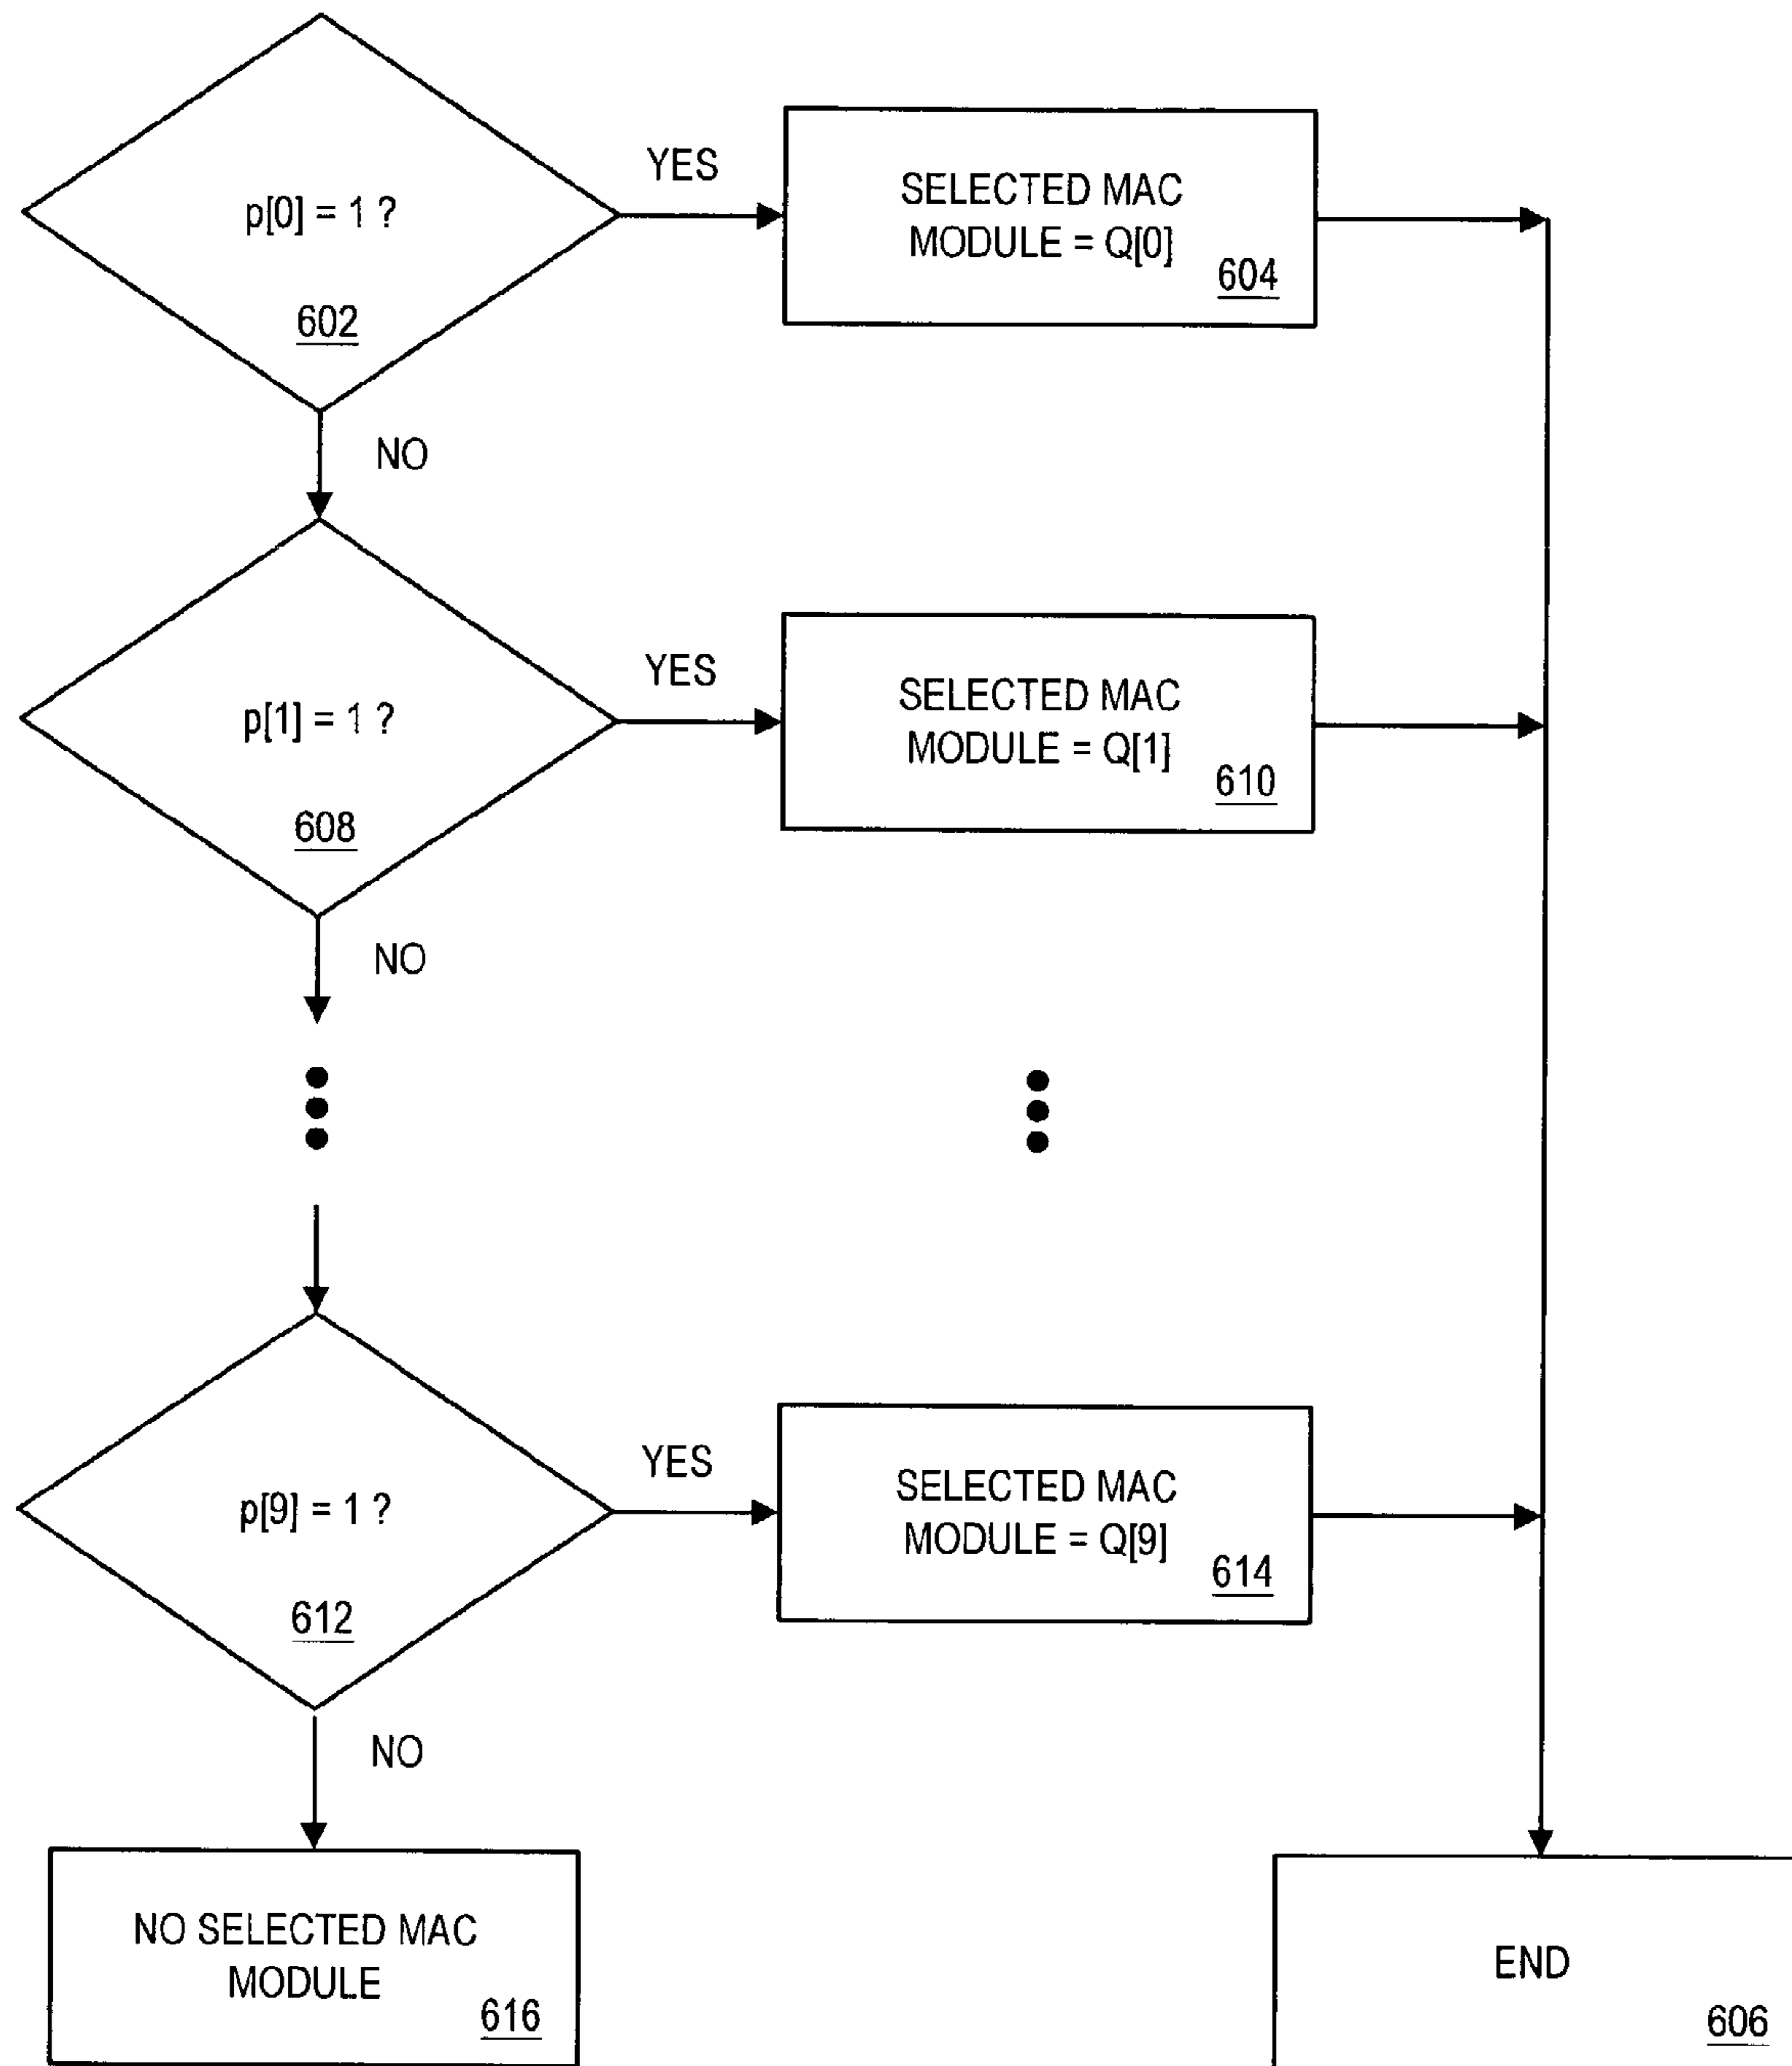 p[0] = 1 ?
602
YES
SELECTED MAC
MODULE = Q[0]
604
NO
p[1] = 1 ?
608
YES
SELECTED MAC
MODULE = Q[1]
610
NO
p[9] = 1 ?
612
YES
SELECTED MAC
MODULE = Q[9]
614
NO
NO SELECTED MAC
MODULE
616
END
606